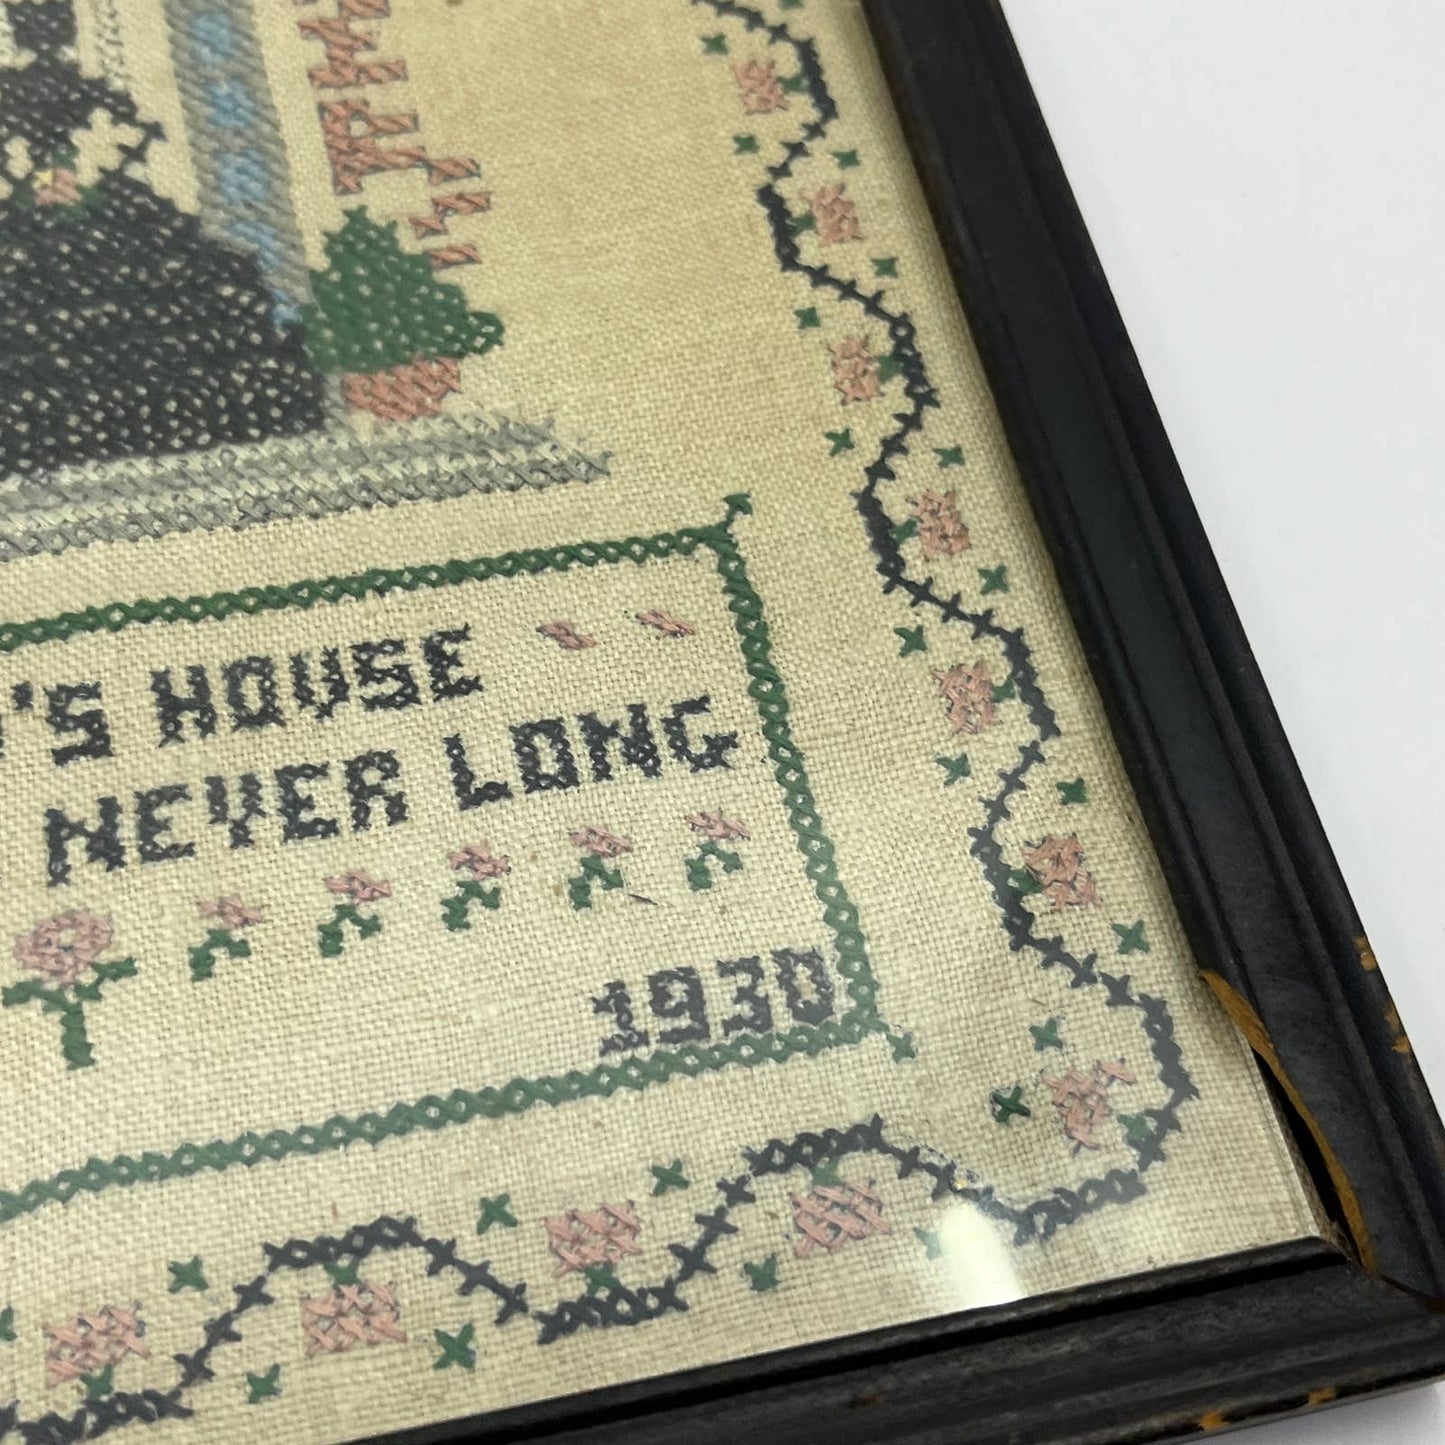 'S HOUSE
NEVER LONG
1930